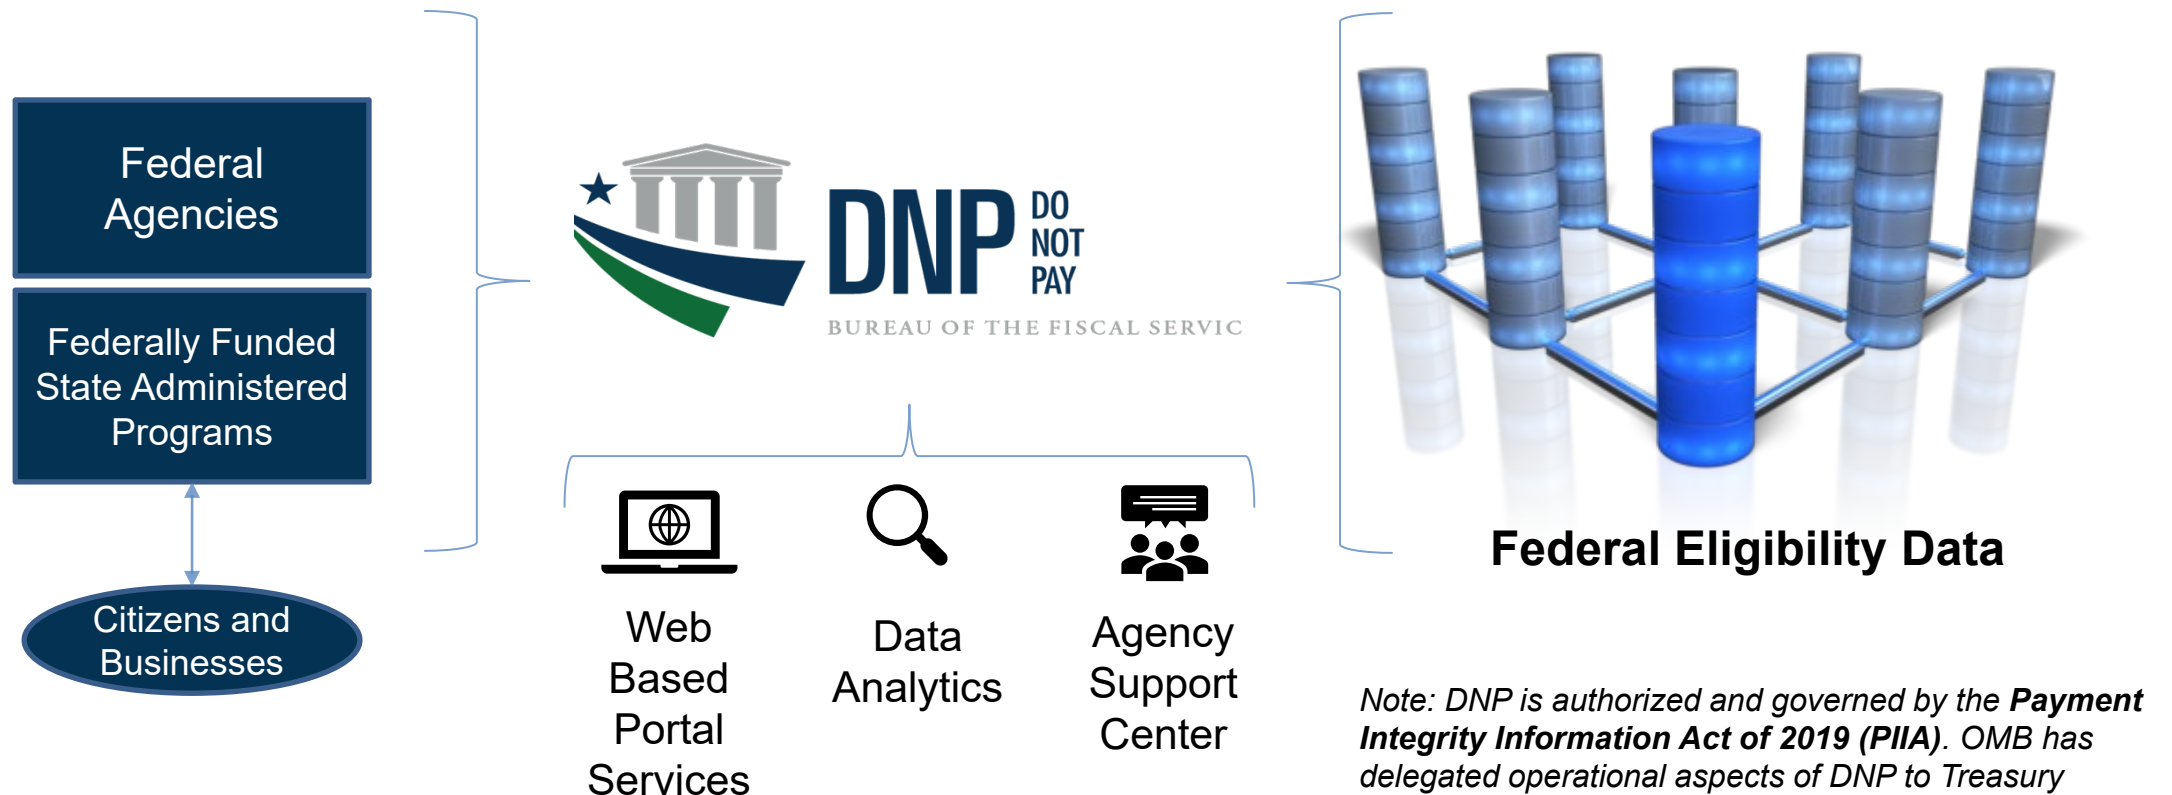 Federal
Agencies
Federally Funded
State Administered
Programs
Citizens and
Businesses
DNP
DO
NOT
PAY
BUREAU OF THE FISCAL SERVIC
Web
Based
Portal
Services
Data
Analytics
Agency
Support
Center
Federal Eligibility Data
Note: DNP is authorized and governed by the Payment
Integrity Information Act of 2019 (PIIA). OMB has
delegated operational aspects of DNP to Treasury